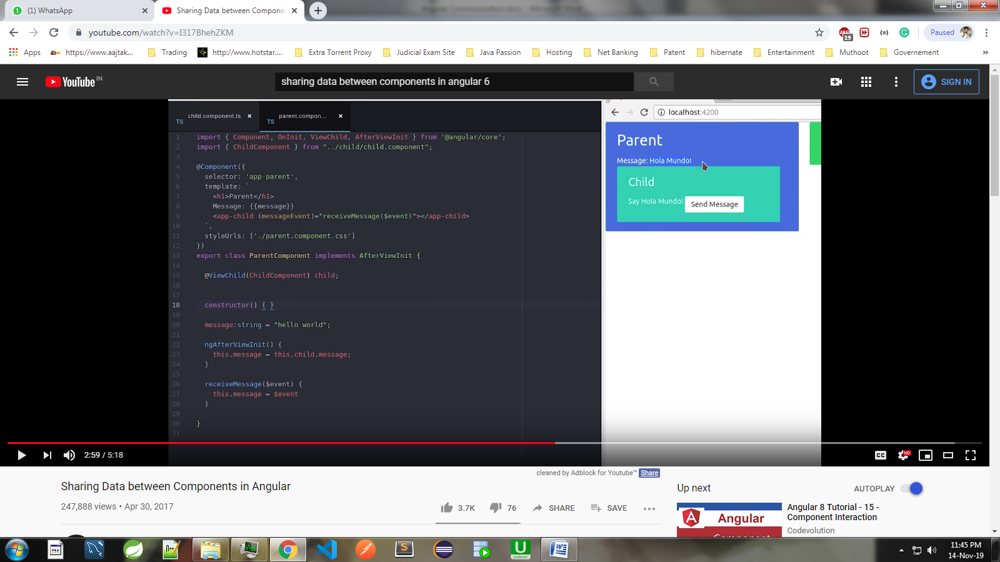 (1) WhatsApp
Sharing Data between Compone
youtube.com/watch?v=I317BhehZKM
19
Paused
Apps
https://www.aajtak...
Trading
http://www.hotstar....
Extra Torrent Proxy
Judicial Exam Site
Java Passion
Hosting
Net Banking
Patent
hibernate
Entertainment
Muthoot
Governement
»
YouTube IN
sharing data between components in angular 6
SIGN IN
TS child.component.ts
TS parent.compon...
localhost:4200
1 import { Component, OnInit, ViewChild, AfterViewInit } from '@angular/core';
2 import { ChildComponent } from "../child/child.component";
3
4 @Component({
5 selector: 'app-parent',
6 template: `
7 <h1>Parent</h1>
8 Message: {{message}}
9 <app-child (messageEvent)="receiveMessage($event)"></app-child>
10 `,
11 styleUrls: ['./parent.component.css']
12 })
13 export class ParentComponent implements AfterViewInit {
14
15 @ViewChild(ChildComponent) child;
16
17
18 constructor() { }
19
20 message:string = "hello world";
21
22 ngAfterViewInit() {
23 this.message = this.child.message;
24 }
25
26 receiveMessage($event) {
27 this.message = $event
28 }
29
30 }
31
Parent
Message: Hola Mundo!
Child
Say Hola Mundo! Send Message
2:59 / 5:18
CC
HD
cleaned by Adblock for Youtube™ Share
Sharing Data between Components in Angular
247,888 views • Apr 30, 2017
3.7K
76
SHARE
SAVE
Up next
AUTOPLAY
Angular
Angular 8 Tutorial - 15 -
Component Interaction
Codevolution
11:45 PM
14-Nov-19